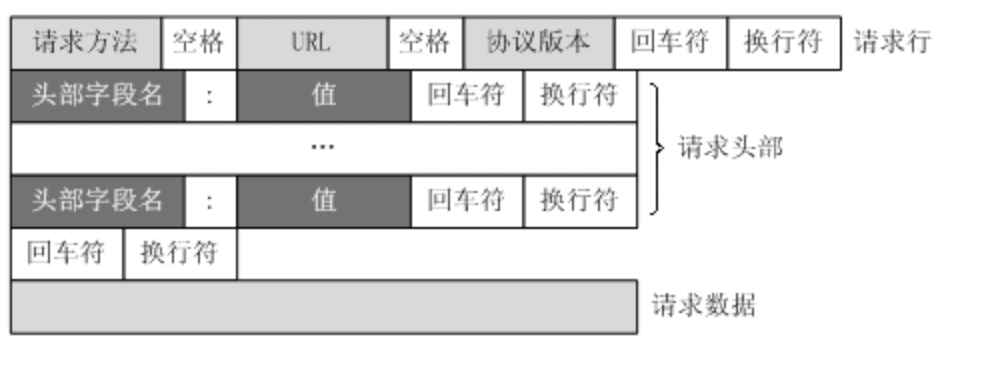 请求方法 空格 URL 空格 协议版本 回车符 换行符 请求行
头部字段名 : 值 回车符 换行符
... 请求头部
头部字段名 : 值 回车符 换行符
回车符 换行符
请求数据